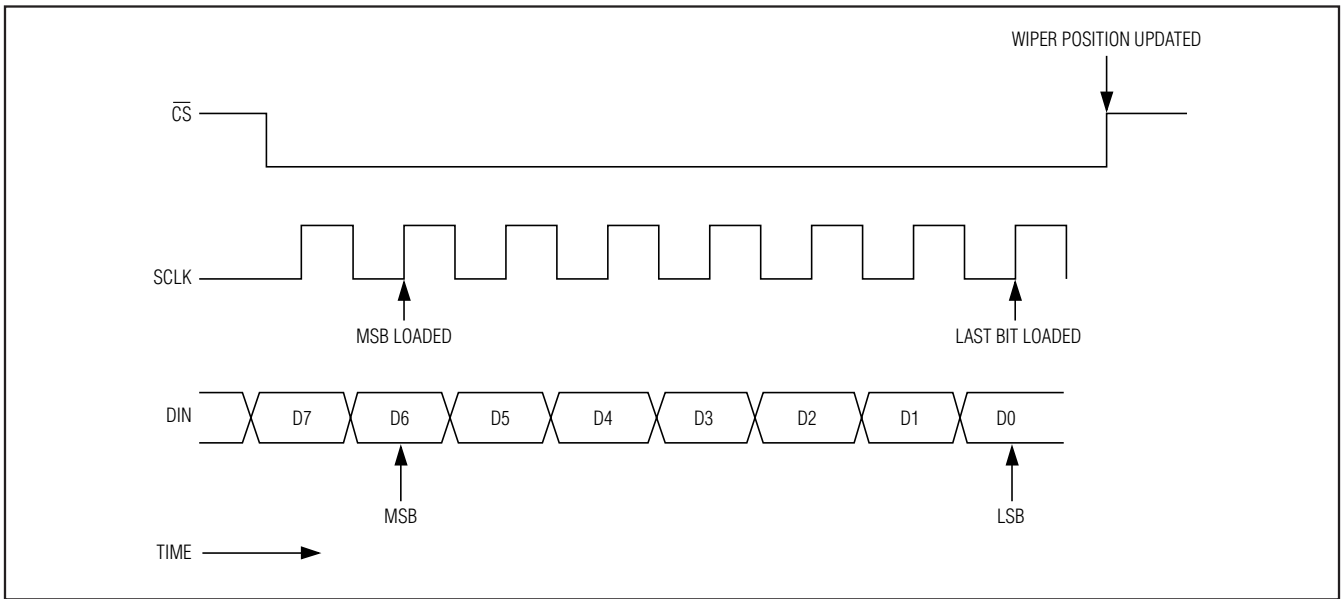 WIPER POSITION UPDATED
C̅S̅
SCLK
MSB LOADED
LAST BIT LOADED
DIN
D7
D6
D5
D4
D3
D2
D1
D0
MSB
LSB
TIME